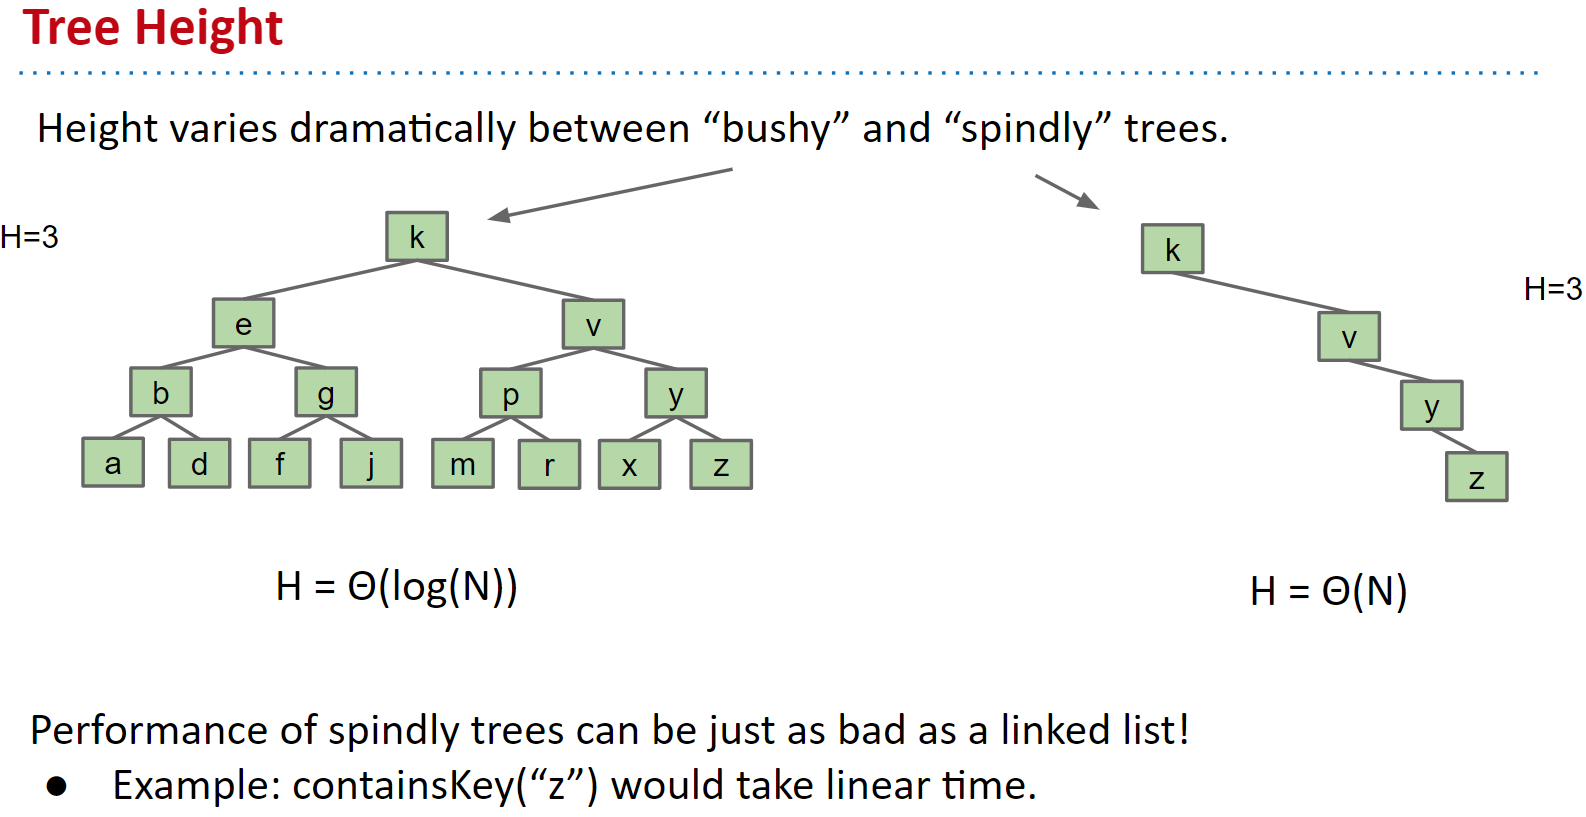 Tree Height
Height varies dramatically between “bushy” and “spindly” trees.
H=3
k
e
v
b
g
p
y
a
d
f
j
m
r
x
z
H = Θ(log(N))
k
H=3
v
y
z
H = Θ(N)
Performance of spindly trees can be just as bad as a linked list!
● Example: containsKey(“z”) would take linear time.